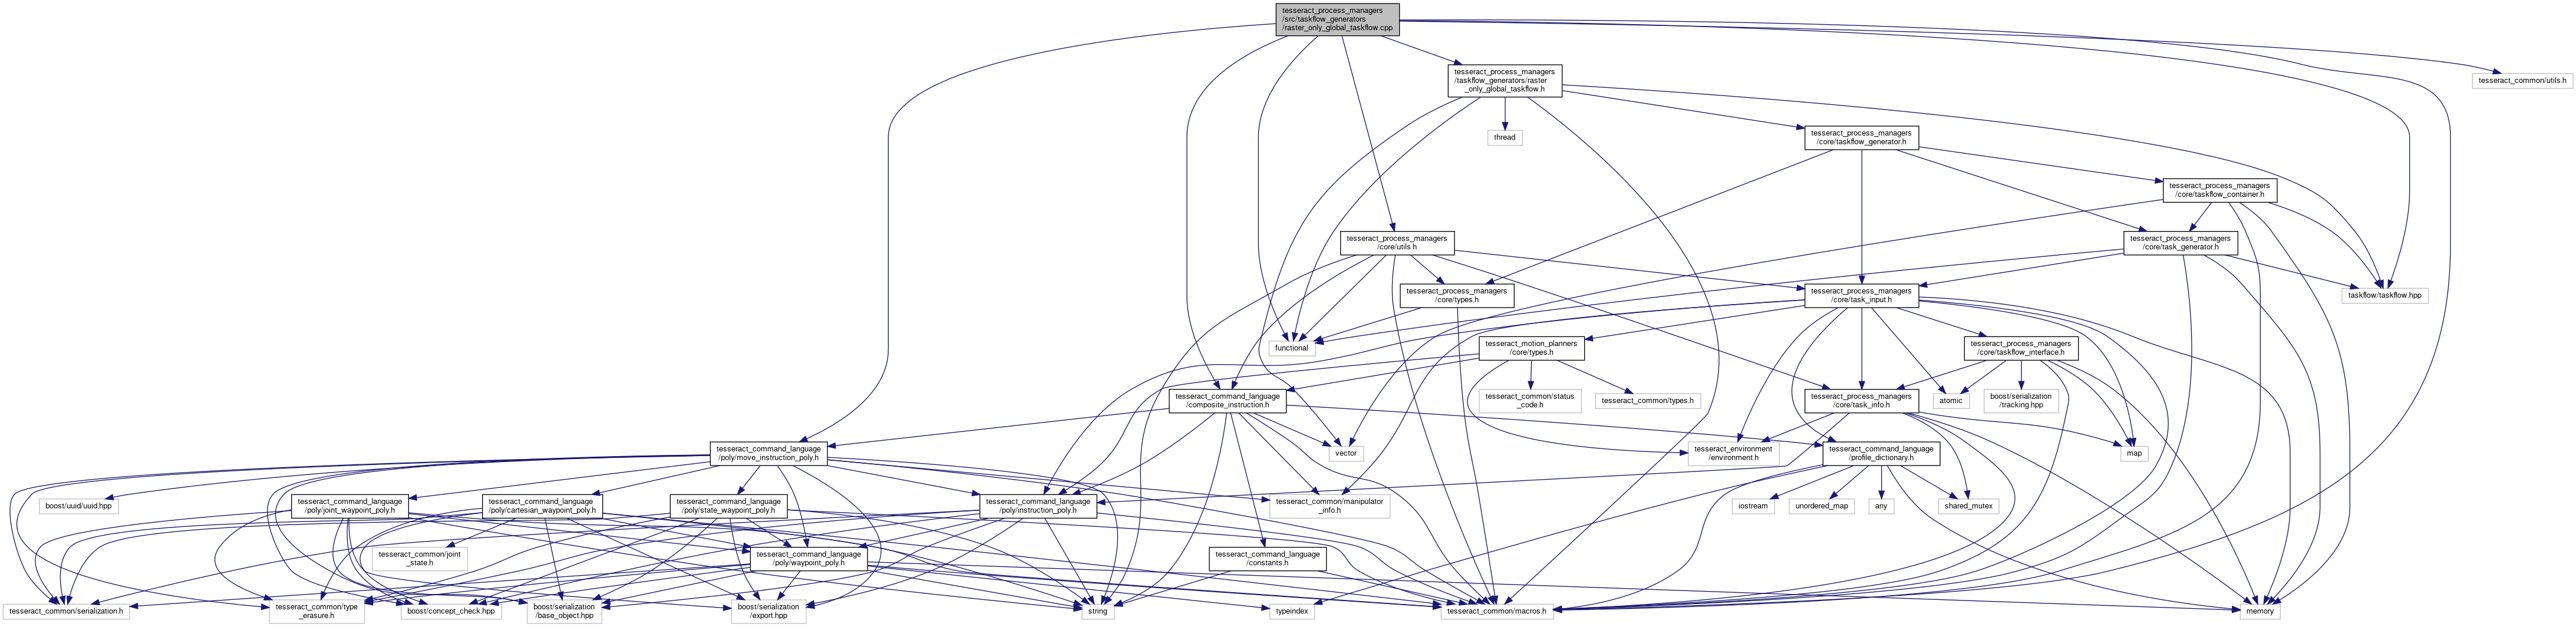 tesseract_process_managers
/src/taskflow_generators
/raster_only_global_taskflow.cpp
tesseract_process_managers
/taskflow_generators/raster
_only_global_taskflow.h
tesseract_common/utils.h
thread
tesseract_process_managers
/core/taskflow_generator.h
tesseract_process_managers
/core/taskflow_container.h
tesseract_process_managers
/core/utils.h
tesseract_process_managers
/core/task_generator.h
tesseract_process_managers
/core/types.h
tesseract_process_managers
/core/task_input.h
taskflow/taskflow.hpp
functional
tesseract_motion_planners
/core/types.h
tesseract_process_managers
/core/taskflow_interface.h
tesseract_command_language
/composite_instruction.h
tesseract_common/status
_code.h
tesseract_common/types.h
tesseract_process_managers
/core/task_info.h
atomic
boost/serialization
/tracking.hpp
tesseract_command_language
/poly/move_instruction_poly.h
vector
tesseract_environment
/environment.h
tesseract_command_language
/profile_dictionary.h
map
boost/uuid/uuid.hpp
tesseract_command_language
/poly/joint_waypoint_poly.h
tesseract_command_language
/poly/cartesian_waypoint_poly.h
tesseract_command_language
/poly/state_waypoint_poly.h
tesseract_command_language
/poly/instruction_poly.h
tesseract_common/manipulator
_info.h
iostream
unordered_map
any
shared_mutex
tesseract_common/joint
_state.h
tesseract_command_language
/poly/waypoint_poly.h
tesseract_command_language
/constants.h
tesseract_common/serialization.h
tesseract_common/type
_erasure.h
boost/concept_check.hpp
boost/serialization
/base_object.hpp
boost/serialization
/export.hpp
string
typeindex
tesseract_common/macros.h
memory